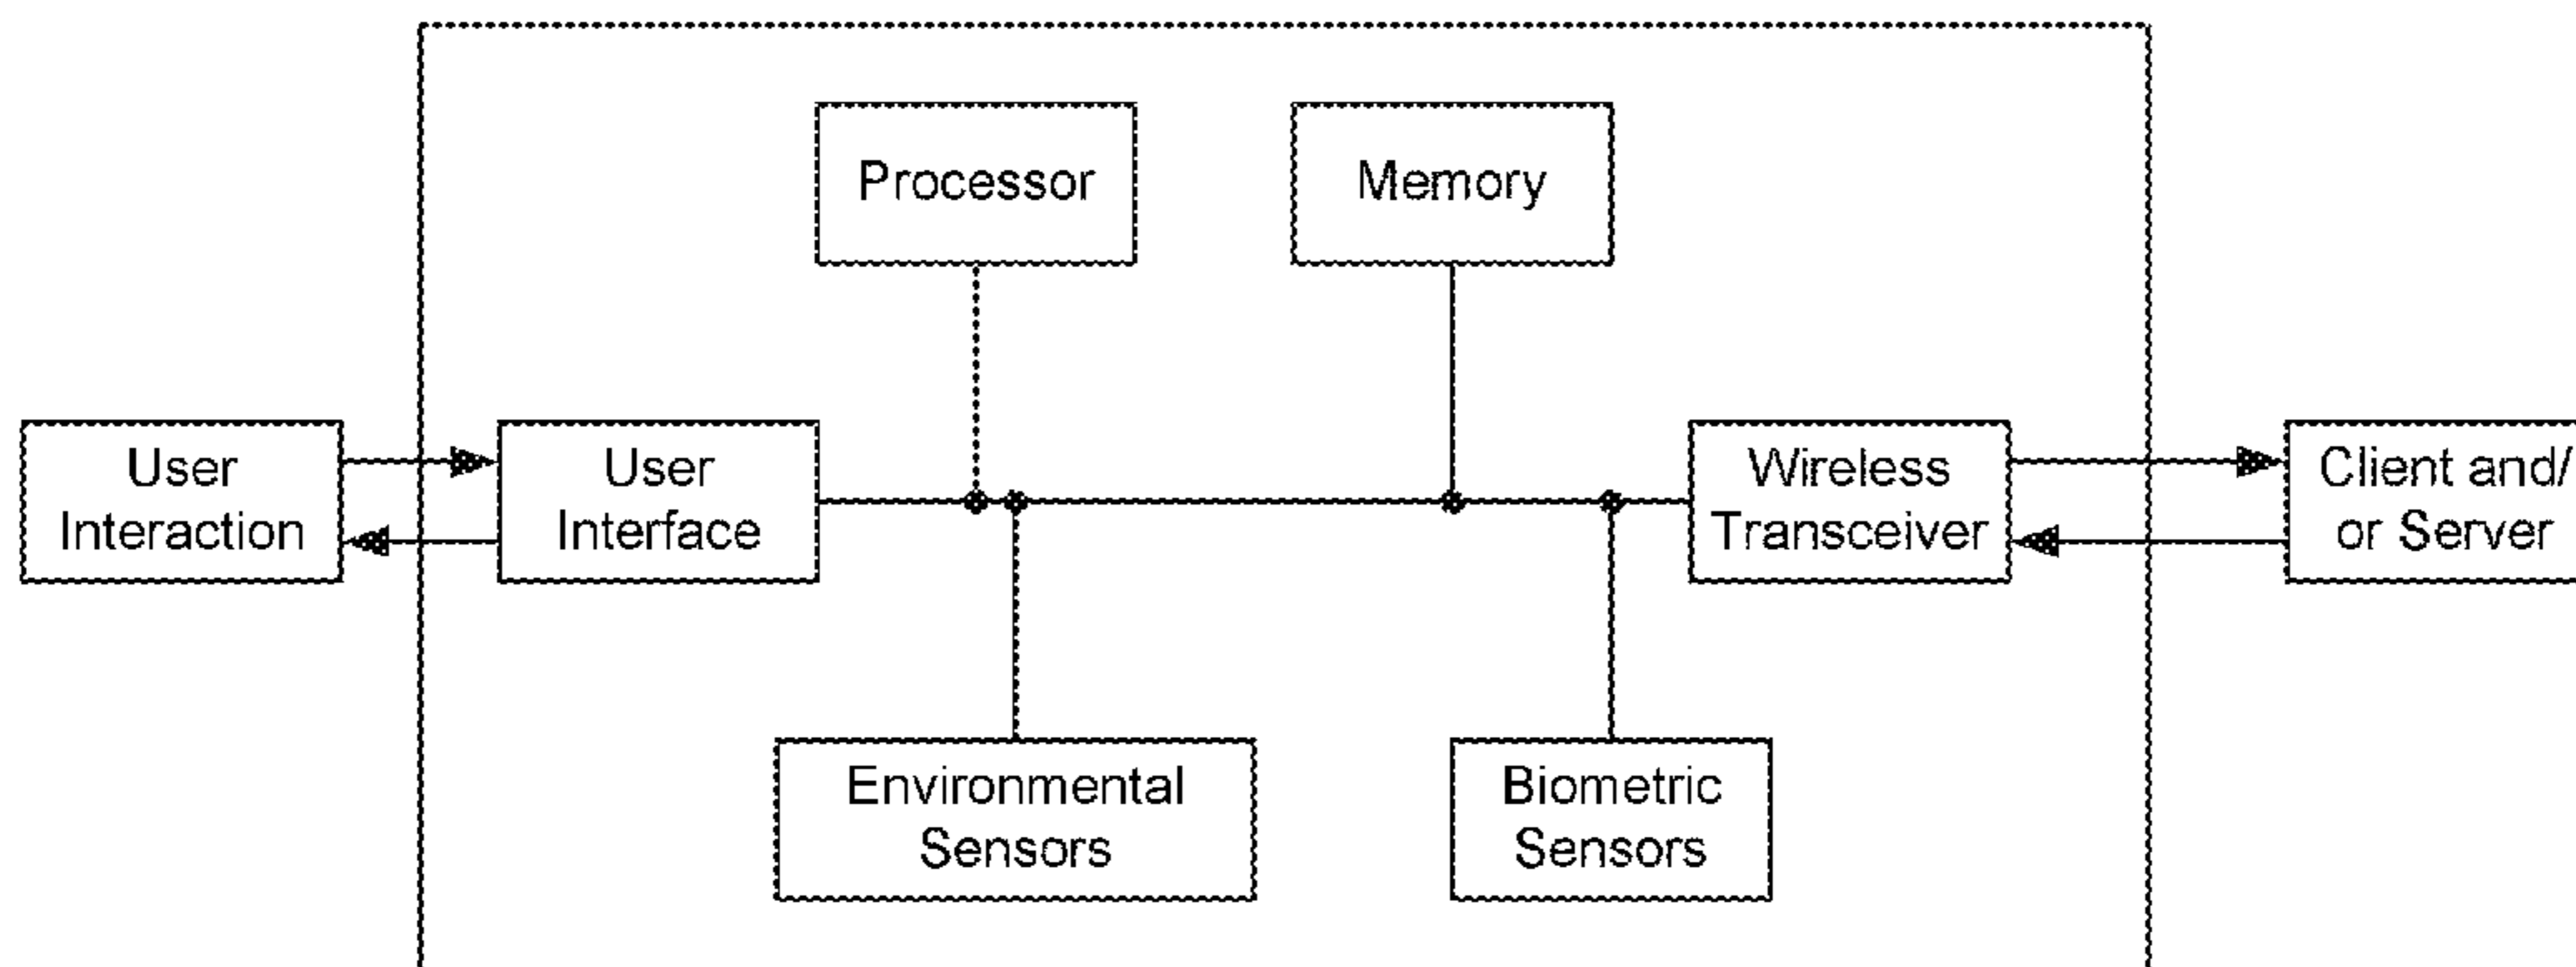 Processor
Memory
User
Interaction
User
Interface
Wireless
Transceiver
Client and/
or Server
Environmental
Sensors
Biometric
Sensors